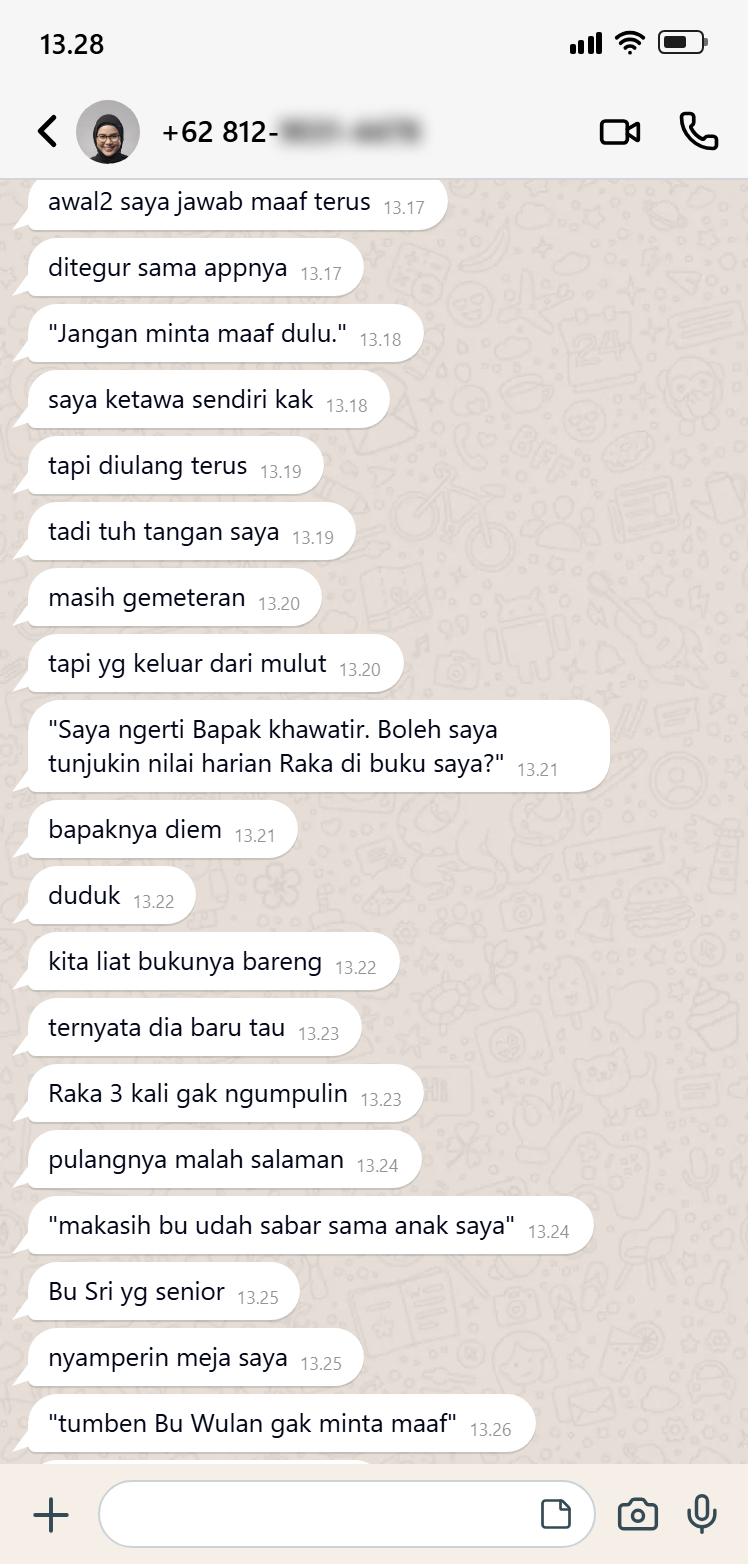 13.28
+62 812-
awal2 saya jawab maaf terus 13.17
ditegur sama appnya 13.17
"Jangan minta maaf dulu." 13.18
saya ketawa sendiri kak 13.18
tapi diulang terus 13.19
tadi tuh tangan saya 13.19
masih gemeteran 13.20
tapi yg keluar dari mulut 13.20
"Saya ngerti Bapak khawatir. Boleh saya
tunjukin nilai harian Raka di buku saya?" 13.21
bapaknya diem 13.21
duduk 13.22
kita liat bukunya bareng 13.22
ternyata dia baru tau 13.23
Raka 3 kali gak ngumpulin 13.23
pulangnya malah salaman 13.24
"makasih bu udah sabar sama anak saya" 13.24
Bu Sri yg senior 13.25
nyamperin meja saya 13.25
"tumben Bu Wulan gak minta maaf" 13.26